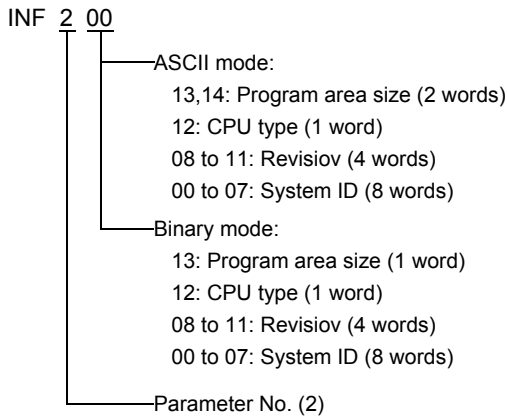 INF 2 00
ASCII mode:
13,14: Program area size (2 words)
12: CPU type (1 word)
08 to 11: Revisiov (4 words)
00 to 07: System ID (8 words)
Binary mode:
13: Program area size (1 word)
12: CPU type (1 word)
08 to 11: Revisiov (4 words)
00 to 07: System ID (8 words)
Parameter No. (2)